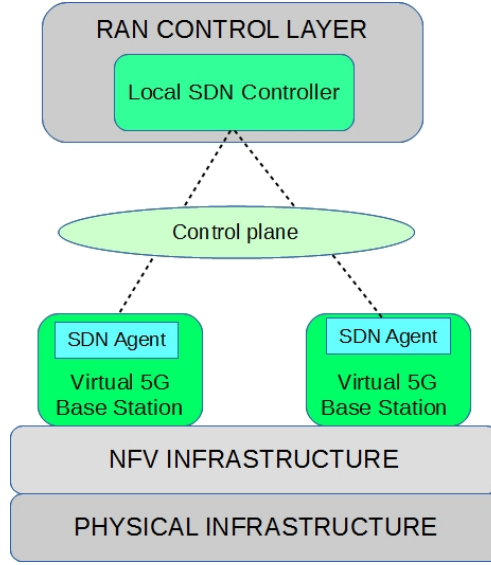 RAN CONTROL LAYER
Local SDN Controller
Control plane
SDN Agent
Virtual 5G
Base Station
SDN Agent
Virtual 5G
Base Station
NFV INFRASTRUCTURE
PHYSICAL INFRASTRUCTURE